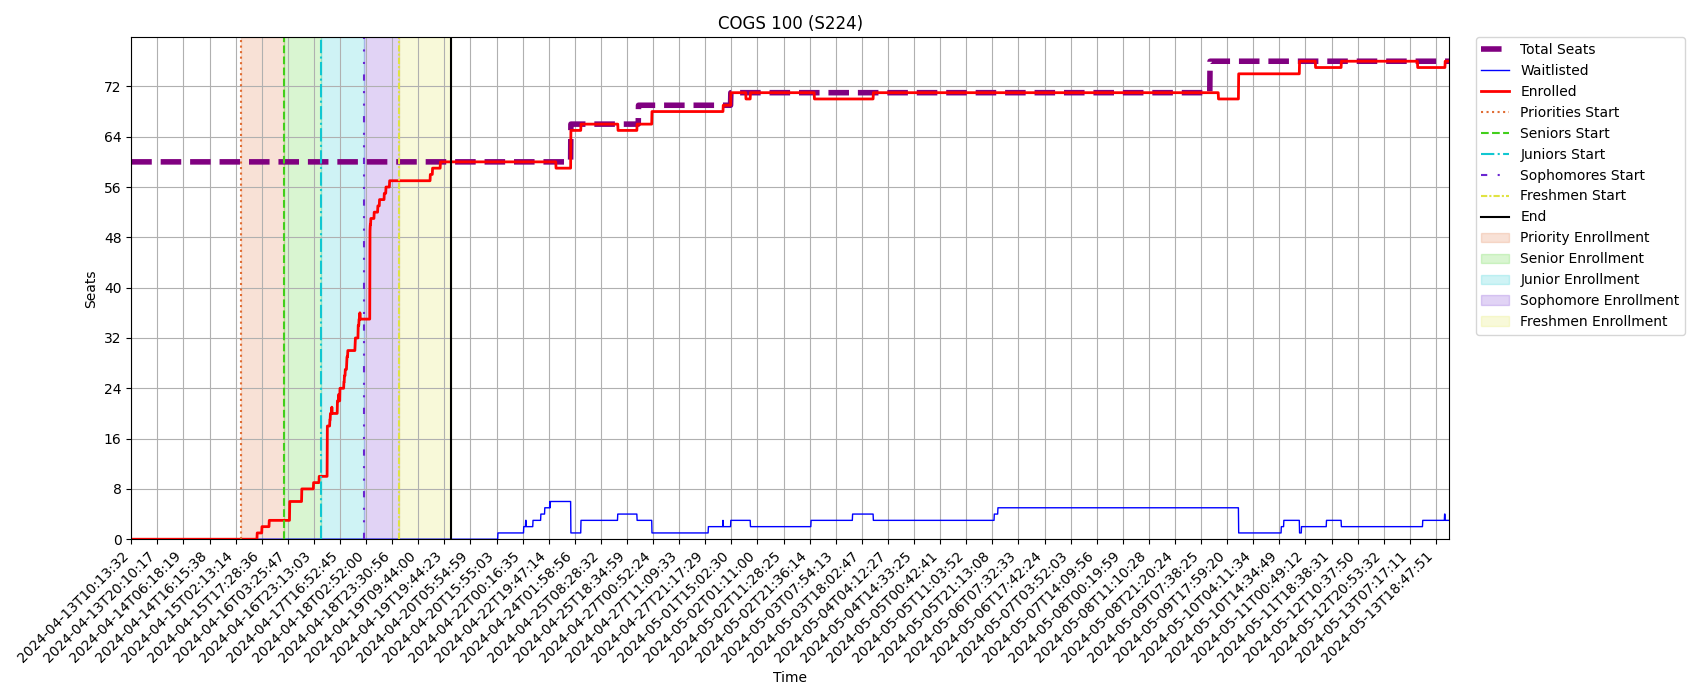 COGS 100 (S224)
Total Seats
Waitlisted
Enrolled
Priorities Start
Seniors Start
Juniors Start
Sophomores Start
Freshmen Start
End
Priority Enrollment
Senior Enrollment
Junior Enrollment
Sophomore Enrollment
Freshmen Enrollment
Seats
72
64
56
48
40
32
24
16
8
0
2024-04-13T10:13:32
2024-04-13T20:10:17
2024-04-14T06:18:19
2024-04-14T16:15:38
2024-04-15T02:13:14
2024-04-15T17:28:36
2024-04-16T03:25:47
2024-04-16T23:13:03
2024-04-17T16:52:45
2024-04-18T02:52:00
2024-04-18T23:30:56
2024-04-19T09:44:00
2024-04-19T19:44:23
2024-04-20T05:54:59
2024-04-20T15:55:03
2024-04-22T00:16:35
2024-04-22T19:47:14
2024-04-24T01:58:56
2024-04-25T08:28:32
2024-04-25T18:34:59
2024-04-27T00:52:24
2024-04-27T11:09:33
2024-04-27T21:17:29
2024-05-01T15:02:30
2024-05-02T01:11:00
2024-05-02T11:28:25
2024-05-02T21:36:14
2024-05-03T07:54:13
2024-05-03T18:02:47
2024-05-04T04:12:27
2024-05-04T14:33:25
2024-05-05T00:42:41
2024-05-05T11:03:52
2024-05-05T21:13:08
2024-05-06T07:32:33
2024-05-06T17:42:24
2024-05-07T03:52:03
2024-05-07T14:09:56
2024-05-08T00:19:59
2024-05-08T11:10:28
2024-05-08T21:20:24
2024-05-09T07:38:25
2024-05-09T17:59:20
2024-05-10T04:11:34
2024-05-10T14:34:49
2024-05-11T00:49:12
2024-05-11T18:38:31
2024-05-12T10:37:50
2024-05-12T20:53:32
2024-05-13T07:17:11
2024-05-13T18:47:51
Time